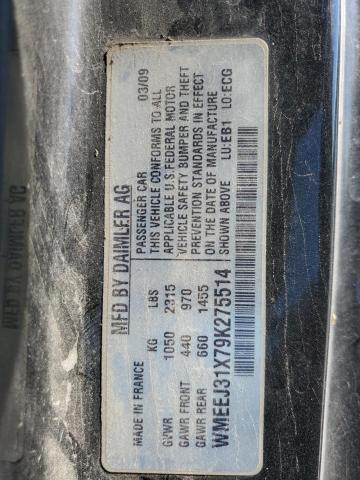 MFD BY DAIMLER AG
MADE IN FRANCE
KG LBS
GVWR 1050 2315
GAWR FRONT 440 970
GAWR REAR 660 1455
WMEEJ31X79K275514
PASSENGER CAR 03/09
THIS VEHICLE CONFORMS TO ALL
APPLICABLE U.S. FEDERAL MOTOR
VEHICLE SAFETY BUMPER AND THEFT
PREVENTION STANDARDS IN EFFECT
ON THE DATE OF MANUFACTURE
SHOWN ABOVE LU:EB1 LO:ECG